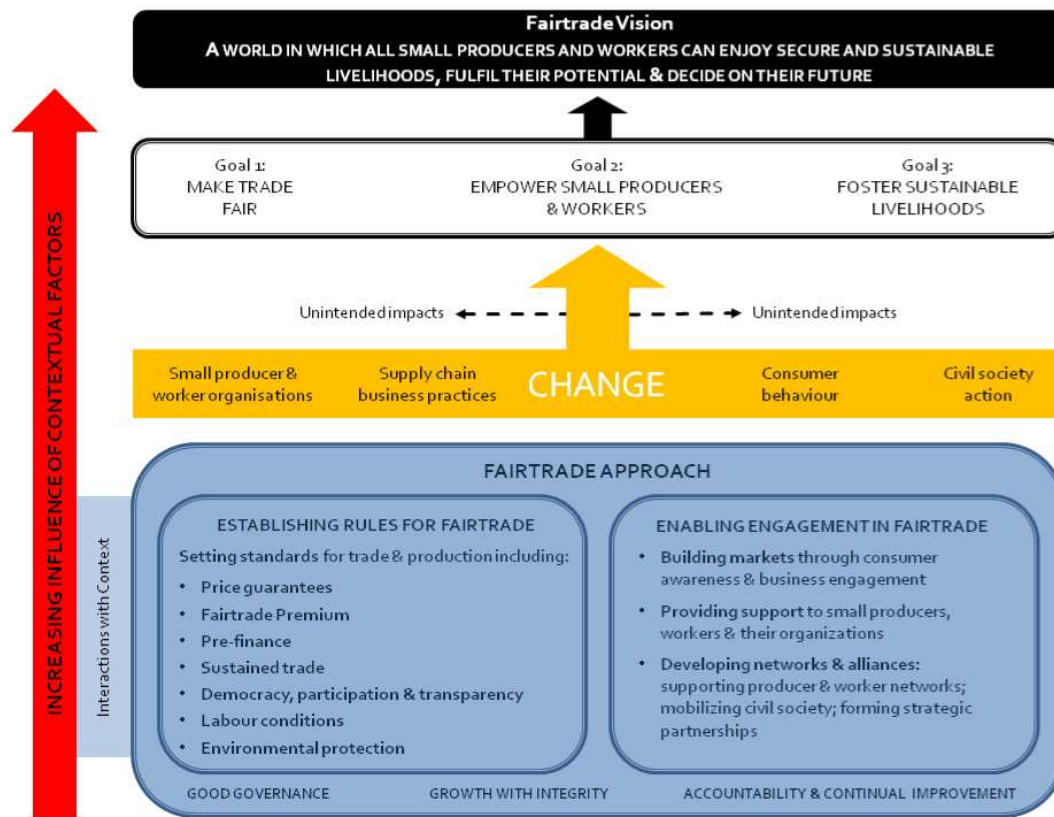 Fairtrade Vision
A WORLD IN WHICH ALL SMALL PRODUCERS AND WORKERS CAN ENJOY SECURE AND SUSTAINABLE
LIVELIHOODS, FULFIL THEIR POTENTIAL & DECIDE ON THEIR FUTURE
Goal 1:
MAKE TRADE
FAIR
Goal 2:
EMPOWER SMALL PRODUCERS
& WORKERS
Goal 3:
FOSTER SUSTAINABLE
LIVELIHOODS
Unintended impacts
Unintended impacts
Small producer &
worker organisations
Supply chain
business practices
CHANGE
Consumer
behaviour
Civil society
action
INCREASING INFLUENCE OF CONTEXTUAL FACTORS
Interactions with Context
FAIRTRADE APPROACH
ESTABLISHING RULES FOR FAIRTRADE
Setting standards for trade & production including:
• Price guarantees
• Fairtrade Premium
• Pre-finance
• Sustained trade
• Democracy, participation & transparency
• Labour conditions
• Environmental protection
ENABLING ENGAGEMENT IN FAIRTRADE
• Building markets through consumer
awareness & business engagement
• Providing support to small producers,
workers & their organizations
• Developing networks & alliances:
supporting producer & worker networks;
mobilizing civil society; forming strategic
partnerships
GOOD GOVERNANCE
GROWTH WITH INTEGRITY
ACCOUNTABILITY & CONTINUAL IMPROVEMENT